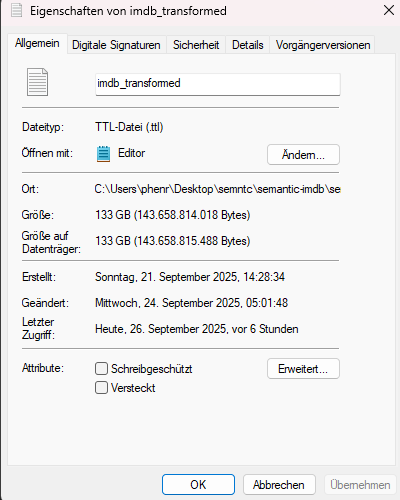 Eigenschaften von imdb_transformed
Allgemein Digitale Signaturen Sicherheit Details Vorgängerversionen
imdb_transformed
Dateityp: TTL-Datei (.ttl)
Öffnen mit: Editor Ändern...
Ort: C:\Users\phenr\Desktop\semntc\semantic-imdb\se
Größe: 133 GB (143.658.814.018 Bytes)
Größe auf
Datenträger: 133 GB (143.658.815.488 Bytes)
Erstellt: Sonntag, 21. September 2025, 14:28:34
Geändert: Mittwoch, 24. September 2025, 05:01:48
Letzter
Zugriff: Heute, 26. September 2025, vor 6 Stunden
Attribute: Schreibgeschützt Erweitert...
Versteckt
OK Abbrechen Übernehmen